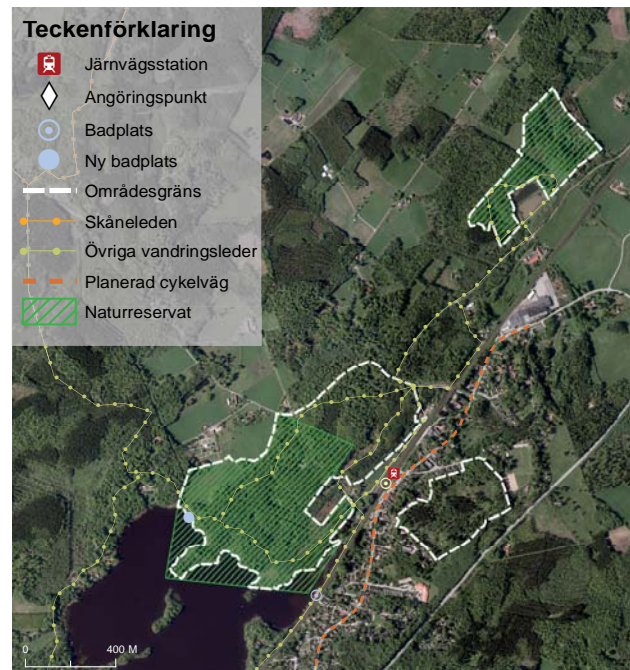 Teckenförklaring
Järnvägsstation
Angöringspunkt
Badplats
Ny badplats
Områdesgräns
Skåneleden
Övriga vandringsleder
Planerad cykelväg
Naturreservat
0 400 M